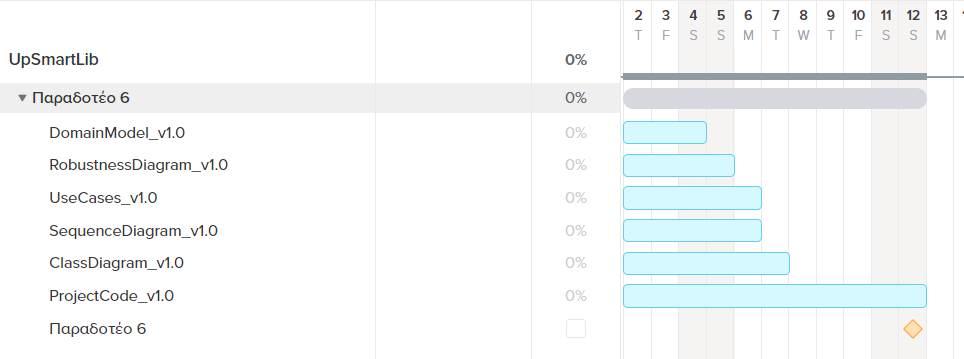 2 3 4 5 6 7 8 9 10 11 12 13
T F S S M T W T F S S M
UpSmartLib 0%
Παραδοτέο 6 0%
DomainModel_v1.0 0%
RobustnessDiagram_v1.0 0%
UseCases_v1.0 0%
SequenceDiagram_v1.0 0%
ClassDiagram_v1.0 0%
ProjectCode_v1.0 0%
Παραδοτέο 6